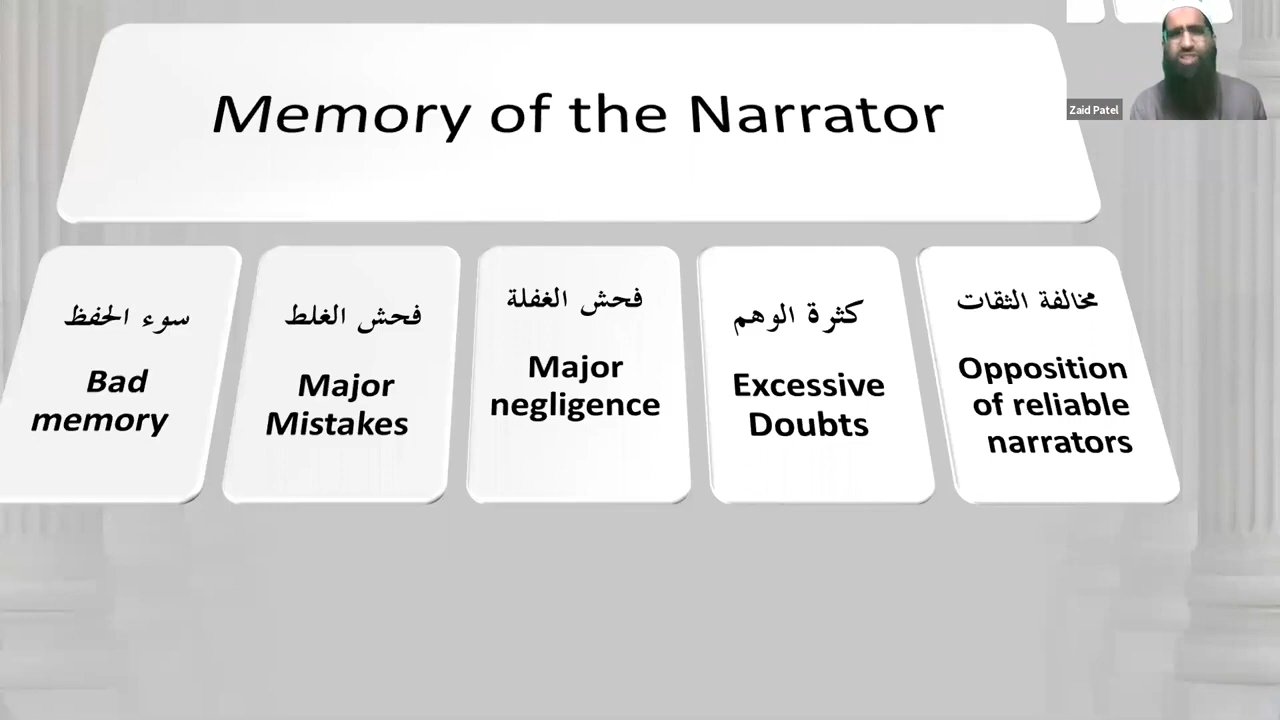 Memory of the Narrator
Zaid Patel
سوء الحفظ
Bad
memory
فحش الغلط
Major
Mistakes
فحش الغفلة
Major
negligence
كثرة الوهم
Excessive
Doubts
مخالفة الثقات
Opposition
of reliable
narrators